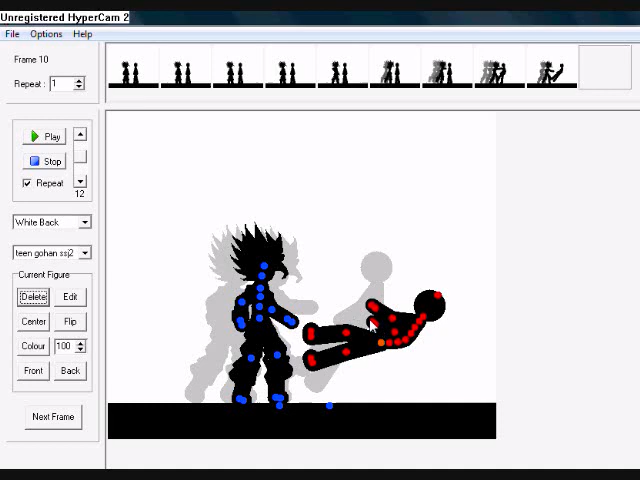 Unregistered HyperCam 2
File Options Help
Frame 10
Repeat : 1
Play
Stop
Repeat
12
White Back
teen gohan ssj2
Current Figure
Delete Edit
Center Flip
Colour 100
Front Back
Next Frame